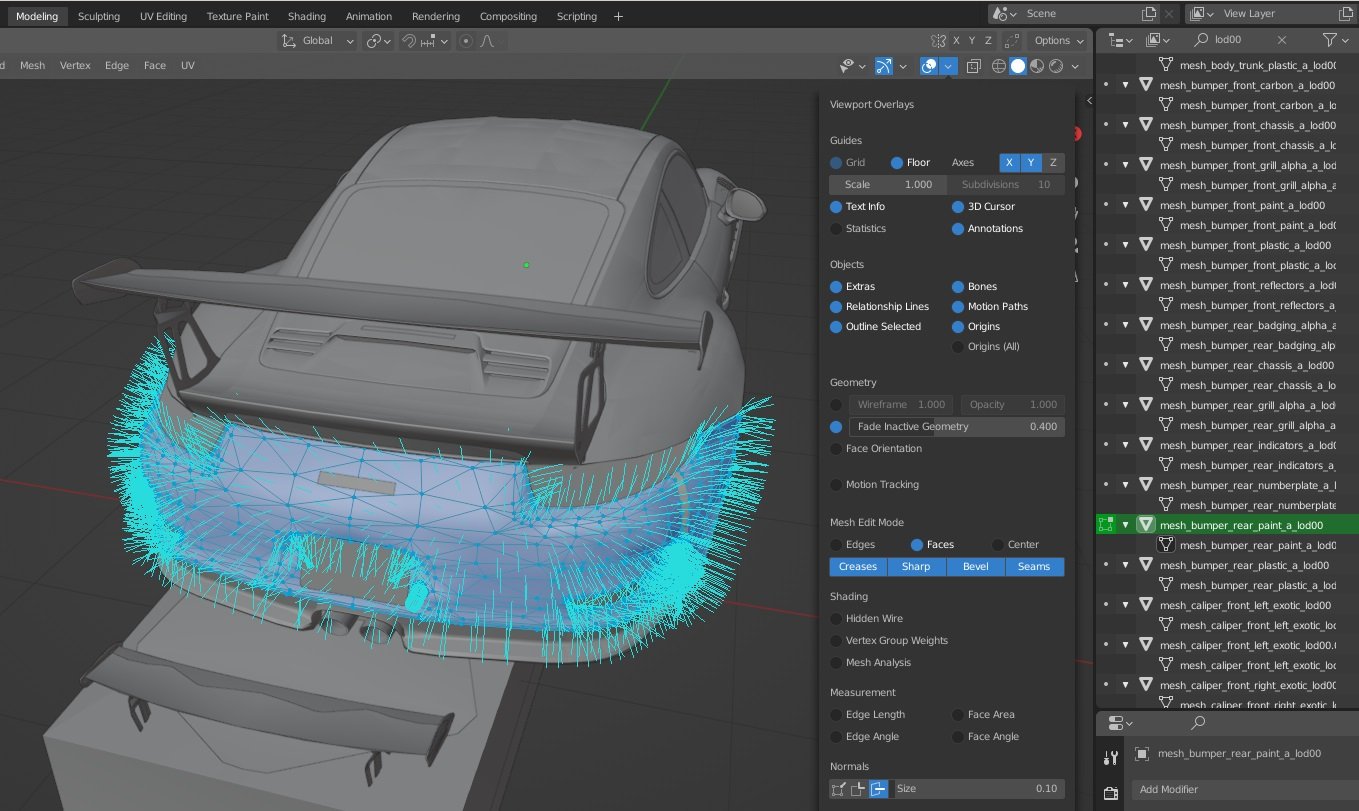 Modeling Sculpting UV Editing Texture Paint Shading Animation Rendering Compositing Scripting + Scene View Layer
Global X Y Z Options lod00
d Mesh Vertex Edge Face UV
Viewport Overlays
Guides
Grid Floor Axes X Y Z
Scale 1.000 Subdivisions 10
Text Info 3D Cursor
Statistics Annotations
Objects
Extras Bones
Relationship Lines Motion Paths
Outline Selected Origins
Origins (All)
Geometry
Wireframe 1.000 Opacity 1.000
Fade Inactive Geometry 0.400
Face Orientation
Motion Tracking
Mesh Edit Mode
Edges Faces Center
Creases Sharp Bevel Seams
Shading
Hidden Wire
Vertex Group Weights
Mesh Analysis
Measurement
Edge Length Face Area
Edge Angle Face Angle
Normals
Size 0.10
mesh_body_trunk_plastic_a_lod00
mesh_bumper_front_carbon_a_lod00
mesh_bumper_front_carbon_a_lo
mesh_bumper_front_chassis_a_lod00
mesh_bumper_front_chassis_a_lo
mesh_bumper_front_grill_alpha_a_lod
mesh_bumper_front_grill_alpha_a
mesh_bumper_front_paint_a_lod00
mesh_bumper_front_paint_a_lod
mesh_bumper_front_plastic_a_lod00
mesh_bumper_front_plastic_a_lod
mesh_bumper_front_reflectors_a_lod0
mesh_bumper_front_reflectors_a
mesh_bumper_rear_badging_alpha_a
mesh_bumper_rear_badging_alp
mesh_bumper_rear_chassis_a_lod00
mesh_bumper_rear_chassis_a_lo
mesh_bumper_rear_grill_alpha_a_lod
mesh_bumper_rear_grill_alpha_a
mesh_bumper_rear_indicators_a_lod0
mesh_bumper_rear_indicators_a
mesh_bumper_rear_numberplate_a_l
mesh_bumper_rear_numberplate
mesh_bumper_rear_paint_a_lod00
mesh_bumper_rear_paint_a_lod0
mesh_bumper_rear_plastic_a_lod00
mesh_bumper_rear_plastic_a_lod
mesh_caliper_front_left_exotic_lod00
mesh_caliper_front_left_exotic_lod
mesh_caliper_front_left_exotic_lod00.
mesh_caliper_front_left_exotic_lod
mesh_caliper_front_right_exotic_lod00
mesh_caliper_front_right_exotic_l
mesh_bumper_rear_paint_a_lod00
Add Modifier